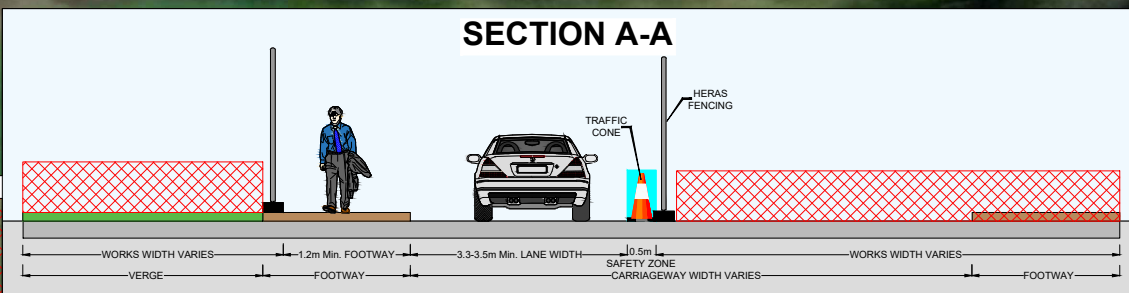 SECTION A-A
HERAS
FENCING
TRAFFIC
CONE
WORKS WIDTH VARIES
1.2m Min. FOOTWAY
3.3-3.5m Min. LANE WIDTH
0.5m
SAFETY ZONE
WORKS WIDTH VARIES
VERGE
FOOTWAY
CARRIAGEWAY WIDTH VARIES
FOOTWAY